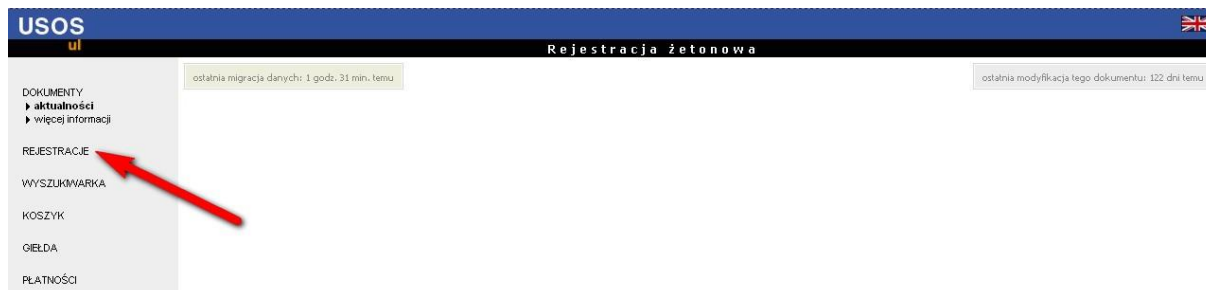 USOS
ul
Rejestracja żetonowa
ostatnia migracja danych: 1 godz. 31 min. temu
ostatnia modyfikacja tego dokumentu: 122 dni temu
DOKUMENTY
aktualności
więcej informacji
REJESTRACJE
WYSZUKIWARKA
KOSZYK
GIEŁDA
PŁATNOŚCI